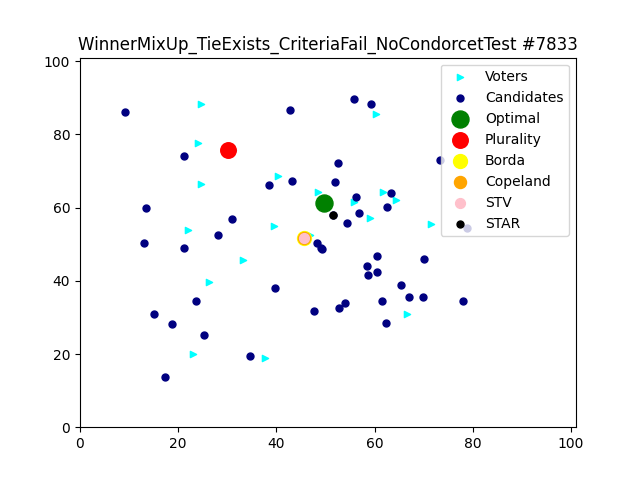 WinnerMixUp_TieExists_CriteriaFail_NoCondorcetTest #7833
100
80
60
40
20
0
0 20 40 60 80 100
Voters
Candidates
Optimal
Plurality
Borda
Copeland
STV
STAR